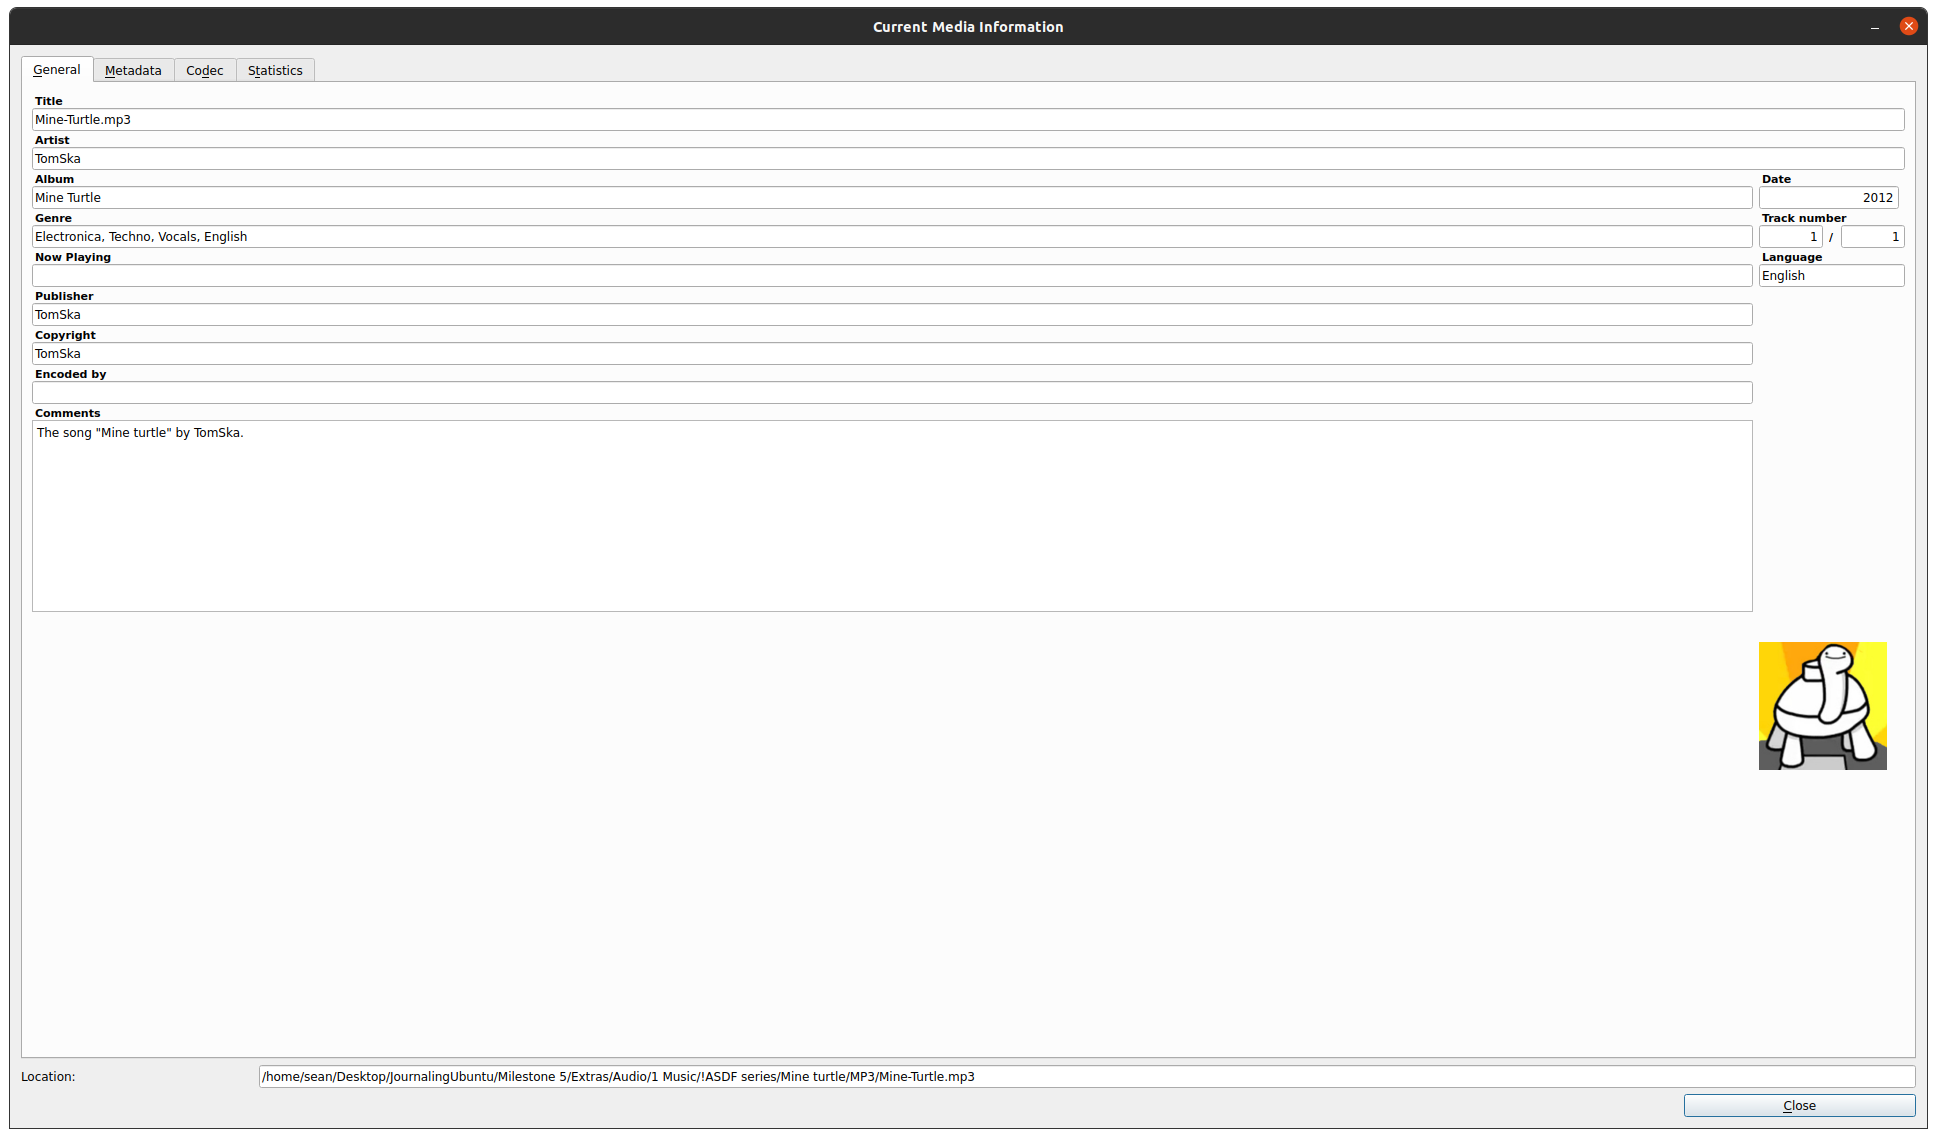 Current Media Information
General Metadata Codec Statistics
Title
Mine-Turtle.mp3
Artist
TomSka
Album Date
Mine Turtle 2012
Genre Track number
Electronica, Techno, Vocals, English 1 / 1
Now Playing Language
English
Publisher
TomSka
Copyright
TomSka
Encoded by
Comments
The song "Mine turtle" by TomSka.
Location: /home/sean/Desktop/JournalingUbuntu/Milestone 5/Extras/Audio/1 Music/!ASDF series/Mine turtle/MP3/Mine-Turtle.mp3
Close